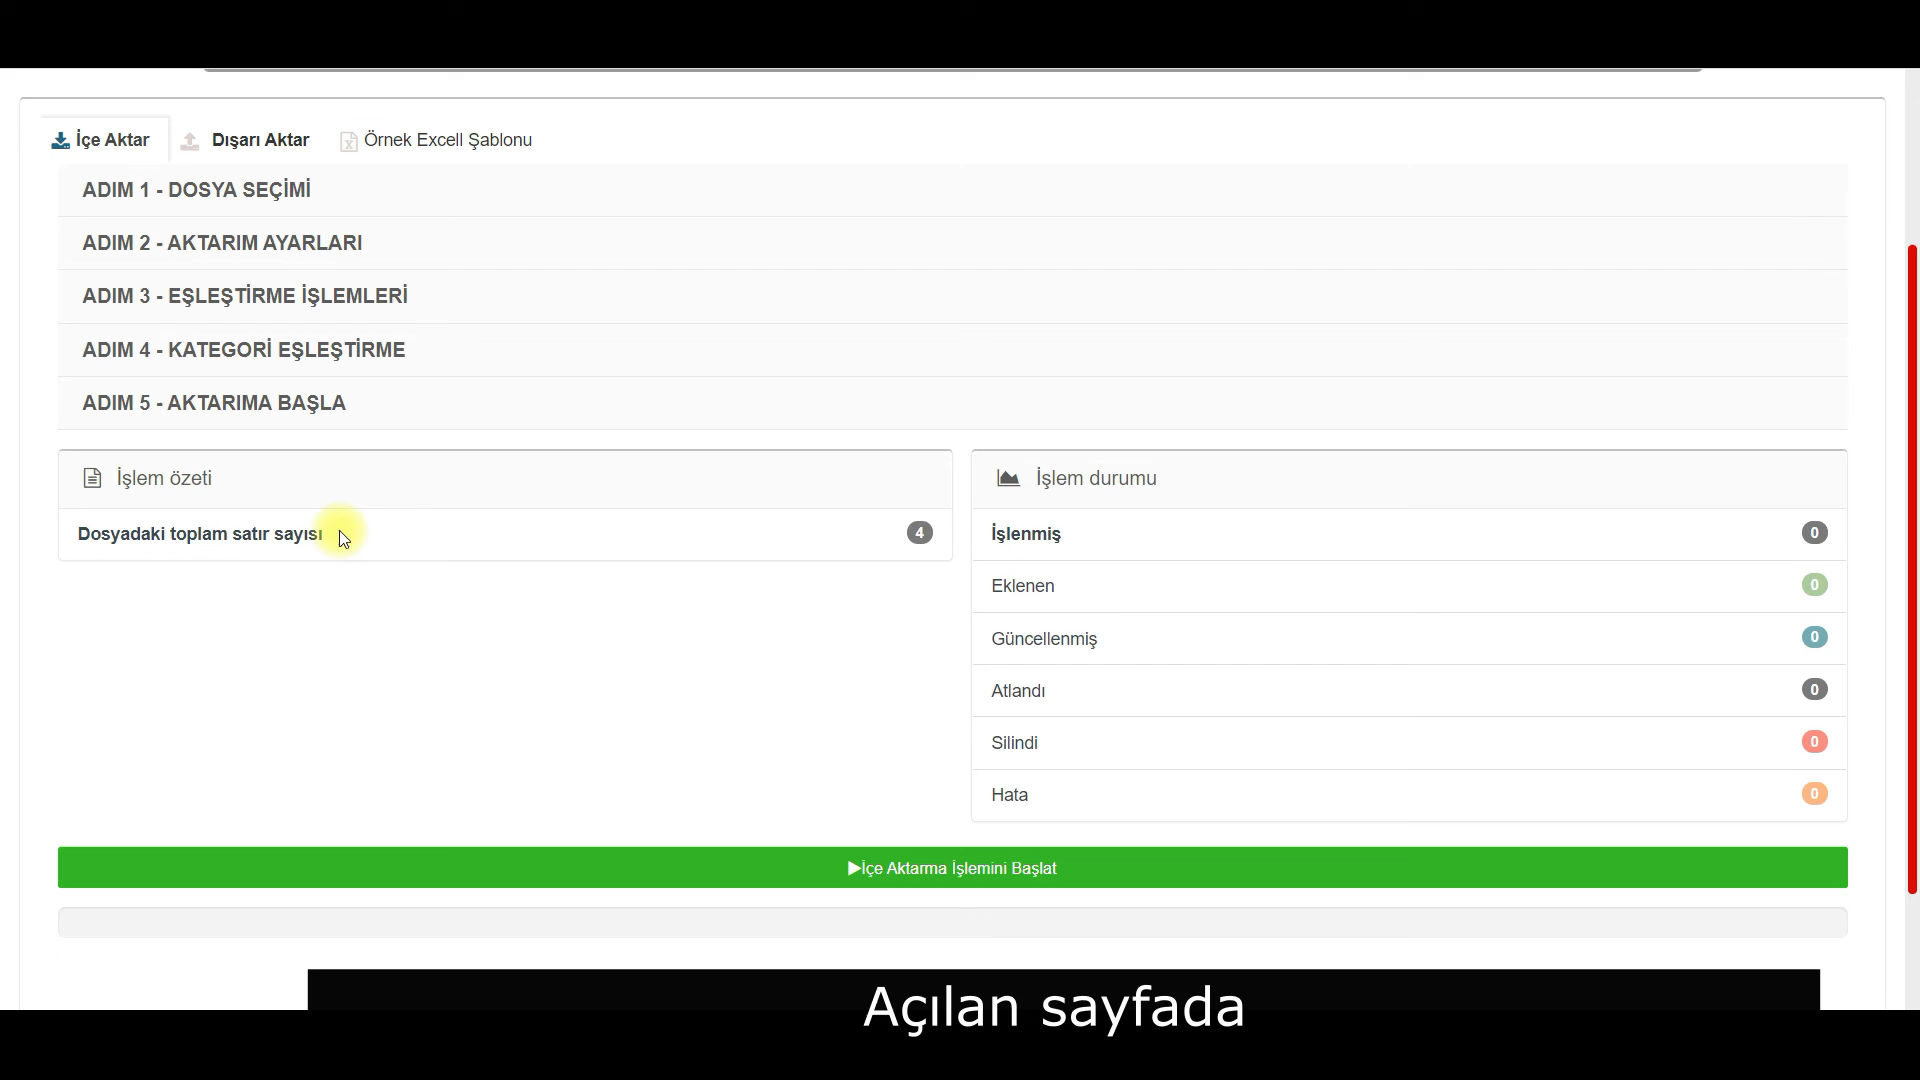 İçe Aktar
Dışarı Aktar
Örnek Excell Şablonu
ADIM 1 - DOSYA SEÇİMİ
ADIM 2 - AKTARIM AYARLARI
ADIM 3 - EŞLEŞTİRME İŞLEMLERİ
ADIM 4 - KATEGORİ EŞLEŞTİRME
ADIM 5 - AKTARIMA BAŞLA
İşlem özeti
Dosyadaki toplam satır sayısı 4
İşlem durumu
İşlenmiş 0
Eklenen 0
Güncellenmiş 0
Atlandı 0
Silindi 0
Hata 0
İçe Aktarma İşlemini Başlat
Açılan sayfada